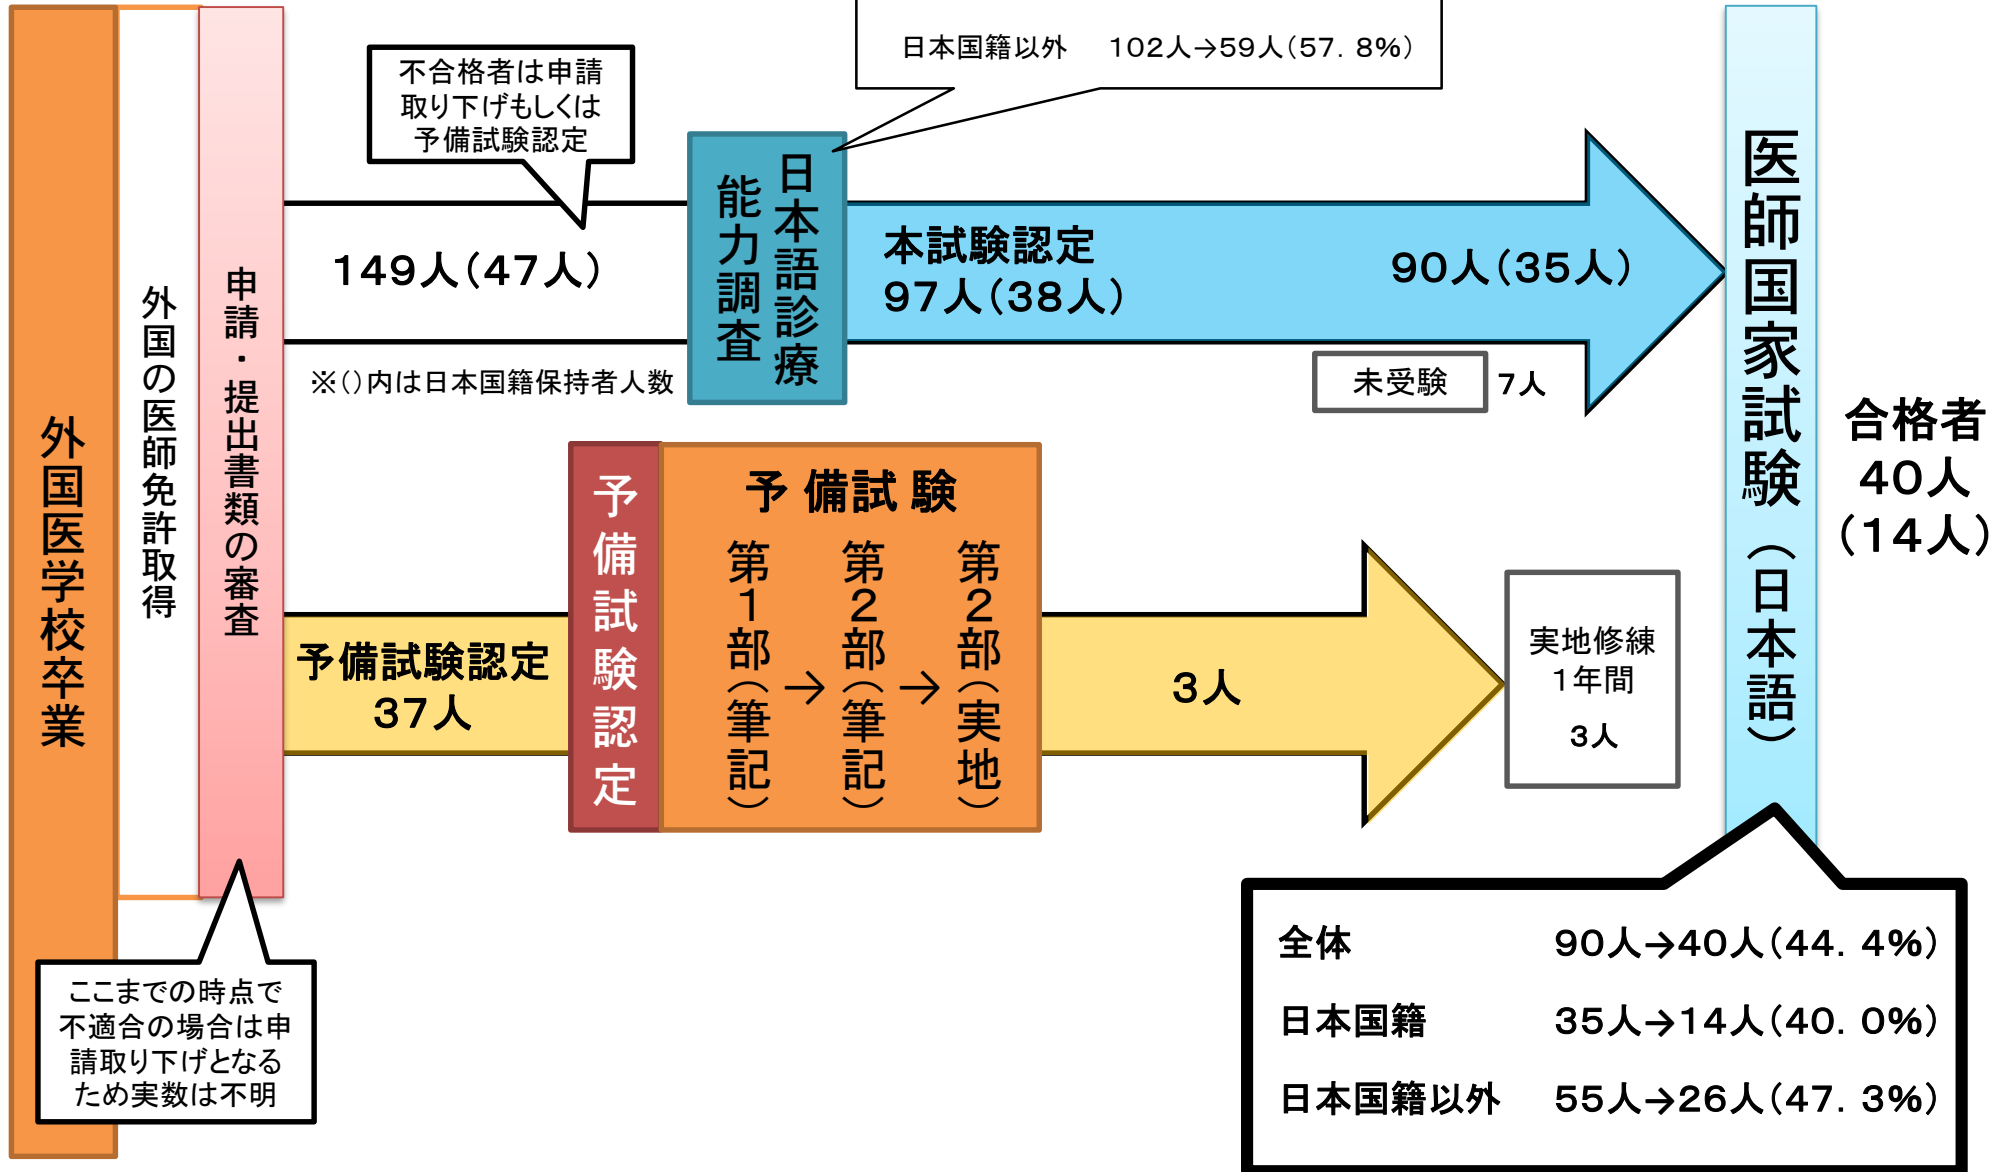 日本国籍以外　102人→59人(57. 8%)
不合格者は申請
取り下げもしくは
予備試験認定
外国医学校卒業
外国の医師免許取得
申請・提出書類の審査
149人(47人)
※()内は日本国籍保持者人数
日本語診療
能力調査
本試験認定
97人(38人)
90人(35人)
未受験
7人
医師国家試験（日本語）
合格者
40人
(14人)
予備試験認定
37人
予備試験認定
予 備試 験
第1部（筆記）
→
第2部（筆記）
→
第2部（実地）
3人
実地修練
1年間
3人
ここまでの時点で
不適合の場合は申
請取り下げとなる
ため実数は不明
全体　90人→40人(44. 4%)
日本国籍　35人→14人(40. 0%)
日本国籍以外　55人→26人(47. 3%)